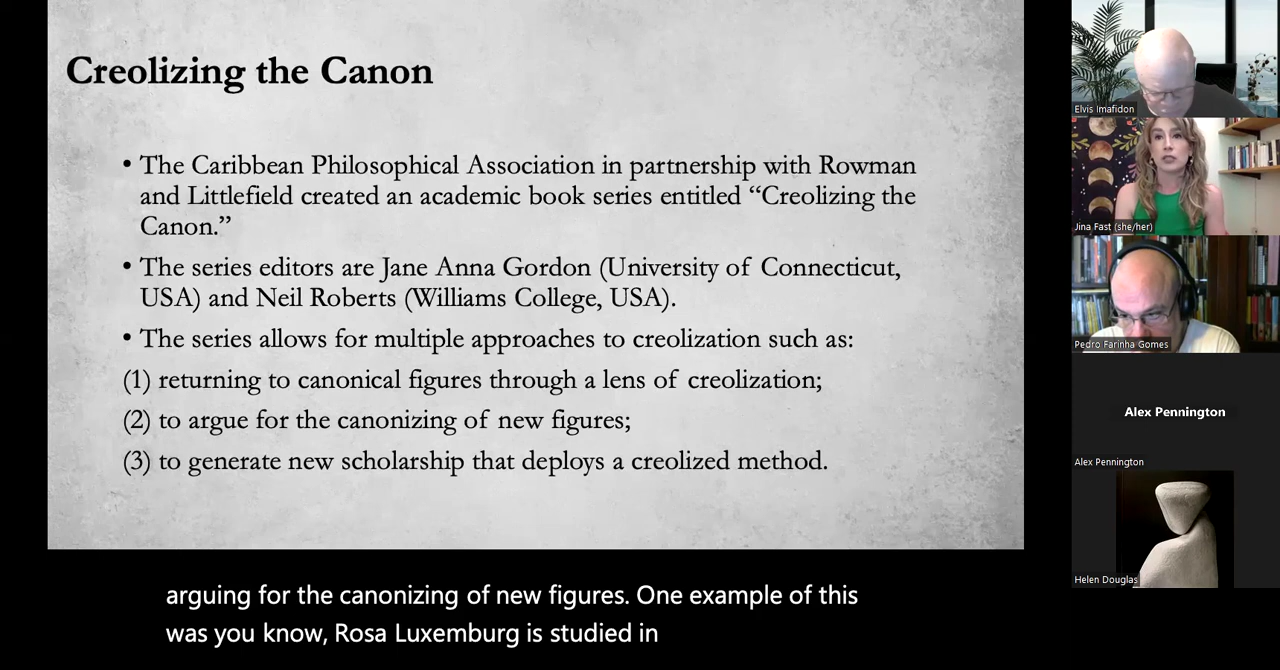 Creolizing the Canon
• The Caribbean Philosophical Association in partnership with Rowman
and Littlefield created an academic book series entitled “Creolizing the
Canon.”
• The series editors are Jane Anna Gordon (University of Connecticut,
USA) and Neil Roberts (Williams College, USA).
• The series allows for multiple approaches to creolization such as:
(1) returning to canonical figures through a lens of creolization;
(2) to argue for the canonizing of new figures;
(3) to generate new scholarship that deploys a creolized method.
arguing for the canonizing of new figures. One example of this
was you know, Rosa Luxemburg is studied in
Elvis Imafidon
Jina Fast (she/her)
Pedro Farinha Gomes
Alex Pennington
Alex Pennington
Helen Douglas